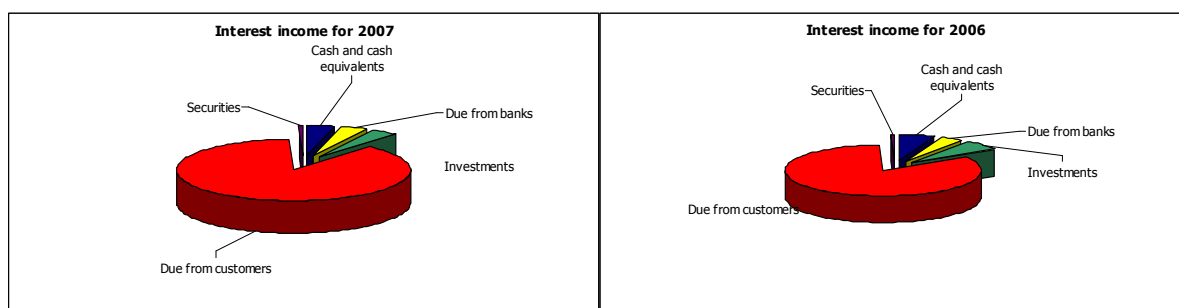 Interest income for 2007
Cash and cash
equivalents
Securities
Due from banks
Investments
Due from customers
Interest income for 2006
Cash and cash
equivalents
Securities
Due from banks
Investments
Due from customers